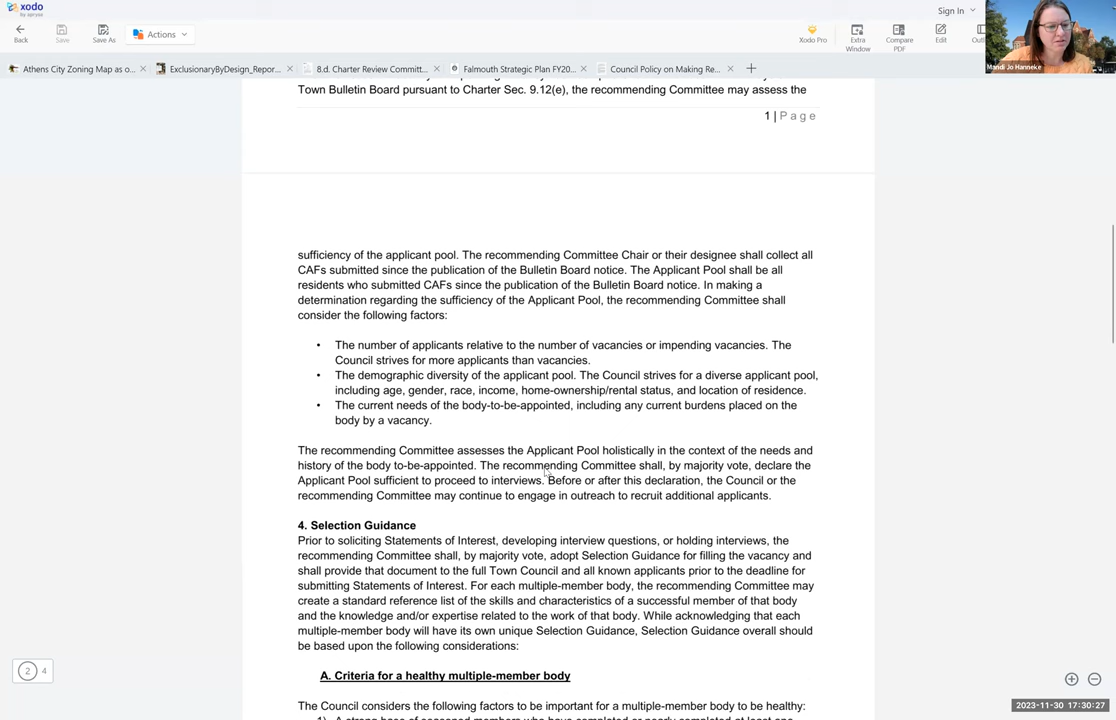 xodo
by apryse
Sign In
Back
Save
Save As
Actions
Xodo Pro
Extra
Window
Compare
PDF
Edit
Mandi Jo Hanneke
Athens City Zoning Map as o...
ExclusionaryByDesign_Repor...
8.d. Charter Review Committ...
Falmouth Strategic Plan FY20...
Council Policy on Making Re...
Town Bulletin Board pursuant to Charter Sec. 9.12(e), the recommending Committee may assess the
1 | Page
sufficiency of the applicant pool. The recommending Committee Chair or their designee shall collect all
CAFs submitted since the publication of the Bulletin Board notice. The Applicant Pool shall be all
residents who submitted CAFs since the publication of the Bulletin Board notice. In making a
determination regarding the sufficiency of the Applicant Pool, the recommending Committee shall
consider the following factors:
• The number of applicants relative to the number of vacancies or impending vacancies. The
Council strives for more applicants than vacancies.
• The demographic diversity of the applicant pool. The Council strives for a diverse applicant pool,
including age, gender, race, income, home-ownership/rental status, and location of residence.
• The current needs of the body-to-be-appointed, including any current burdens placed on the
body by a vacancy.
The recommending Committee assesses the Applicant Pool holistically in the context of the needs and
history of the body to-be-appointed. The recommending Committee shall, by majority vote, declare the
Applicant Pool sufficient to proceed to interviews. Before or after this declaration, the Council or the
recommending Committee may continue to engage in outreach to recruit additional applicants.
4. Selection Guidance
Prior to soliciting Statements of Interest, developing interview questions, or holding interviews, the
recommending Committee shall, by majority vote, adopt Selection Guidance for filling the vacancy and
shall provide that document to the full Town Council and all known applicants prior to the deadline for
submitting Statements of Interest. For each multiple-member body, the recommending Committee may
create a standard reference list of the skills and characteristics of a successful member of that body
and the knowledge and/or expertise related to the work of that body. While acknowledging that each
multiple-member body will have its own unique Selection Guidance, Selection Guidance overall should
be based upon the following considerations:
A. Criteria for a healthy multiple-member body
The Council considers the following factors to be important for a multiple-member body to be healthy:
2 4
2023-11-30 17:30:27